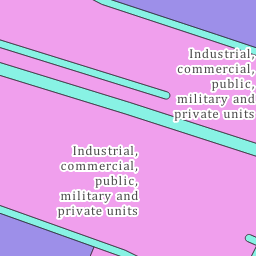 Industrial,
commercial,
public,
military and
private units
Industrial,
commercial,
public,
military and
private units